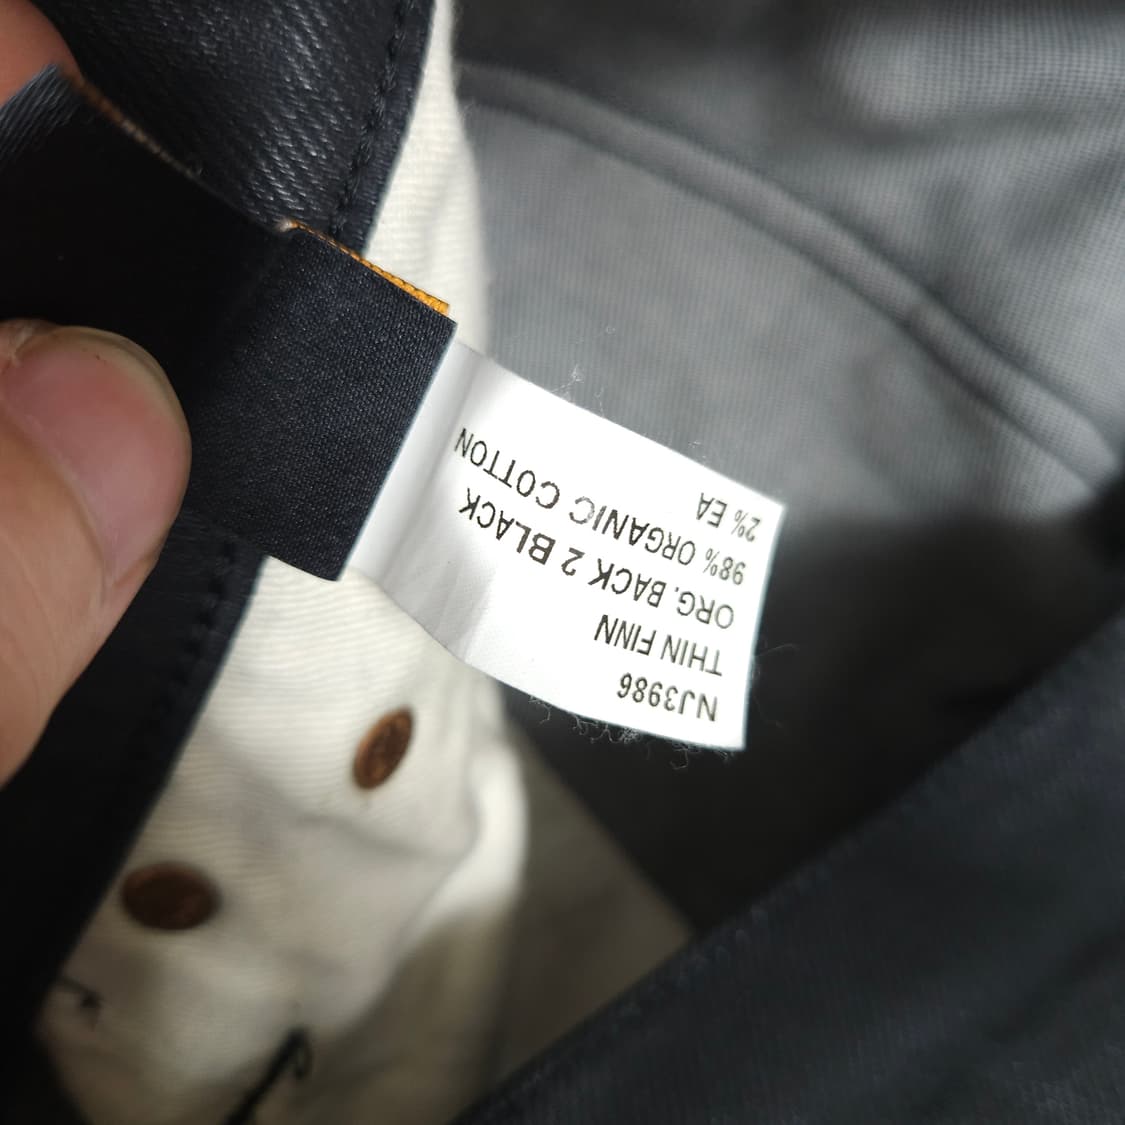 NJ3986
THIN FINN
ORG. BACK 2 BLACK
98% ORGANIC COTTON
2% EA